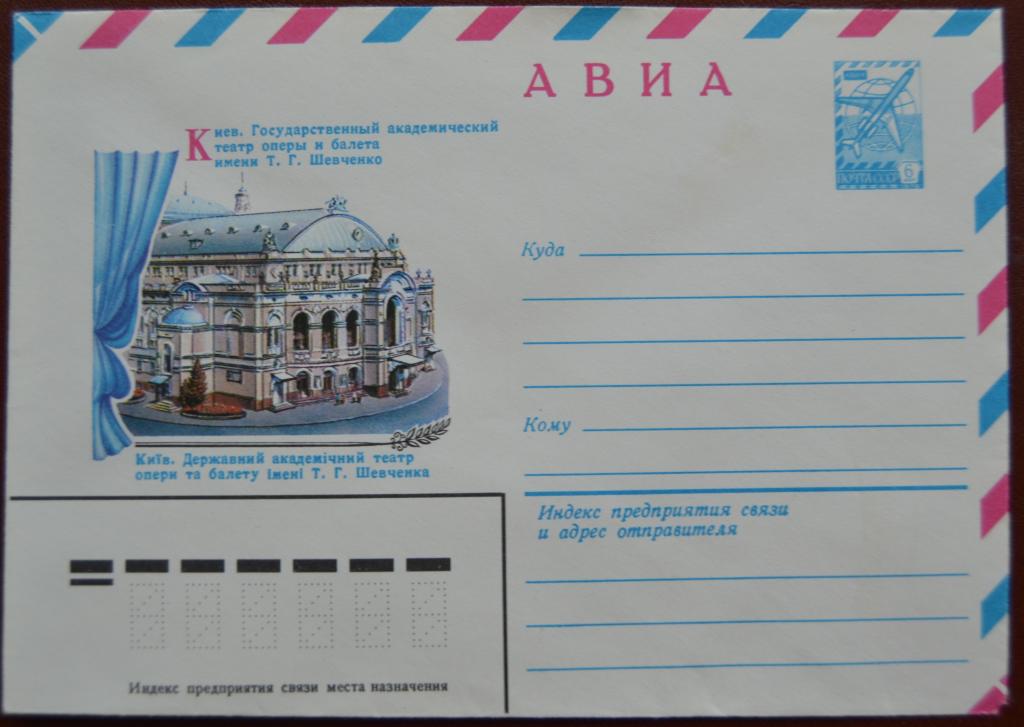 АВИА
Киев. Государственный академический
театр оперы и балета
имени Т. Г. Шевченко
ПОЧТА СССР
6
Куда
Київ. Державний академічний театр
опери та балету імені Т. Г. Шевченка
Кому
Индекс предприятия связи
и адрес отправителя
Индекс предприятия связи места назначения